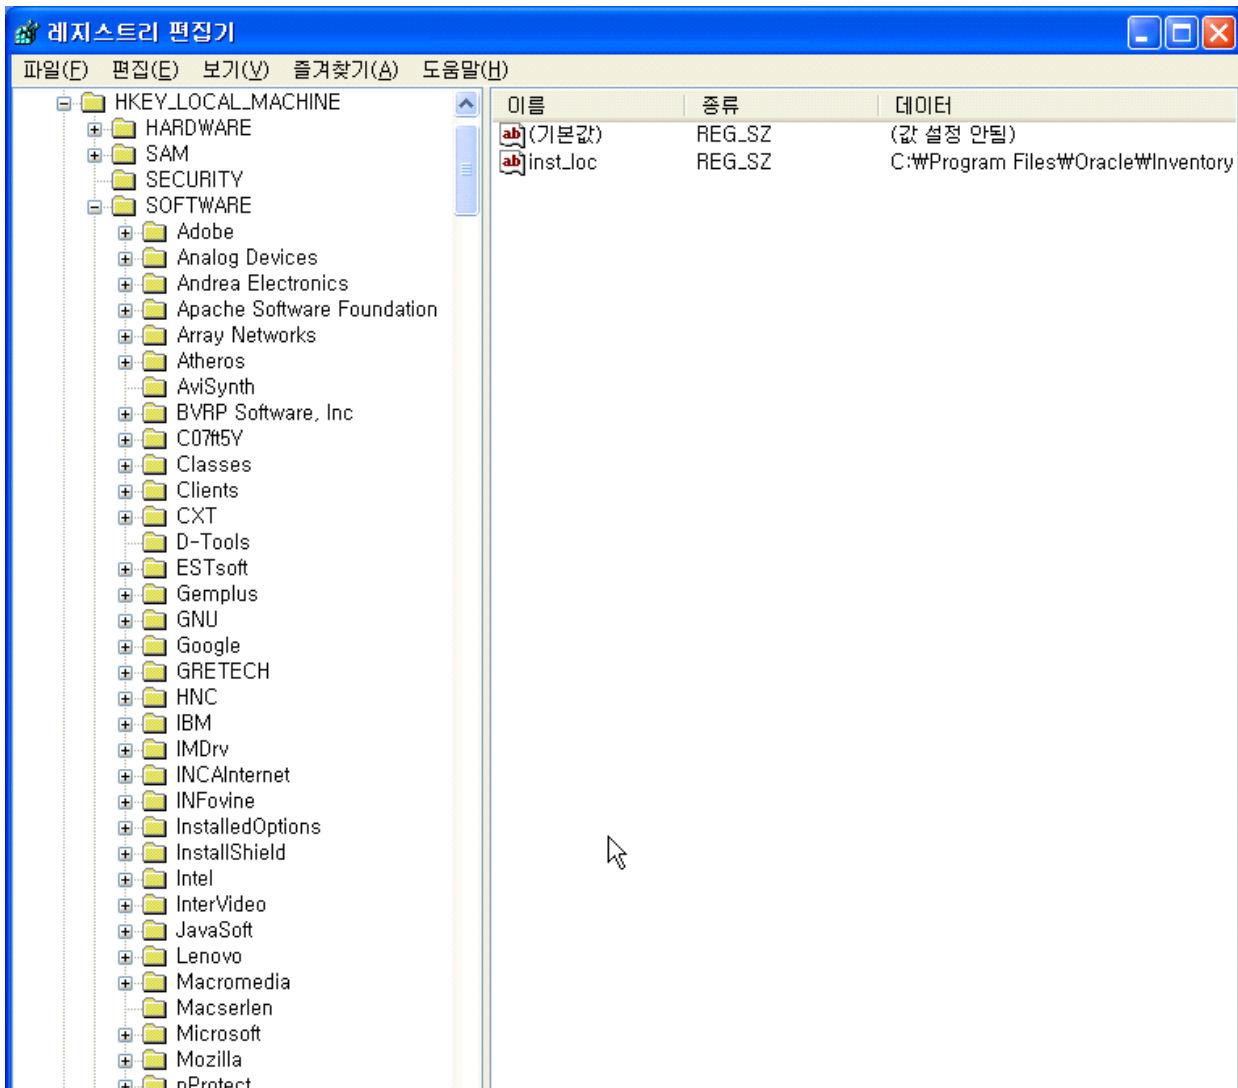 레지스트리 편집기
파일(F) 편집(E) 보기(V) 즐겨찾기(A) 도움말(H)
HKEY_LOCAL_MACHINE
HARDWARE
SAM
SECURITY
SOFTWARE
Adobe
Analog Devices
Andrea Electronics
Apache Software Foundation
Array Networks
Atheros
AviSynth
BVRP Software, Inc
C07ft5Y
Classes
Clients
CXT
D-Tools
ESTsoft
Gemplus
GNU
Google
GRETECH
HNC
IBM
IMDrv
INCAInternet
INFovine
InstalledOptions
InstallShield
Intel
InterVideo
JavaSoft
Lenovo
Macromedia
Macserlen
Microsoft
Mozilla
nProtect
이름 종류 데이터
ab (기본값) REG_SZ (값 설정 안됨)
ab inst_loc REG_SZ C:₩Program Files₩Oracle₩Inventory